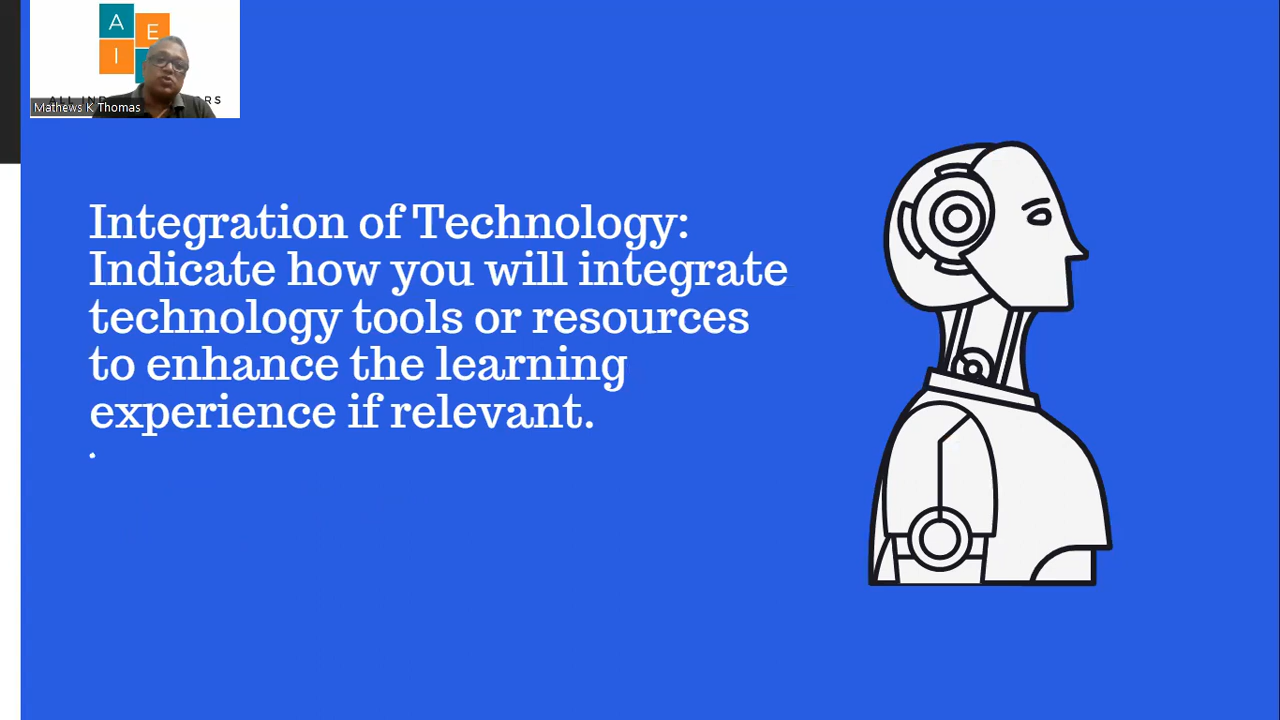 A
E
I
Mathews K Thomas
Integration of Technology:
Indicate how you will integrate
technology tools or resources
to enhance the learning
experience if relevant.
.